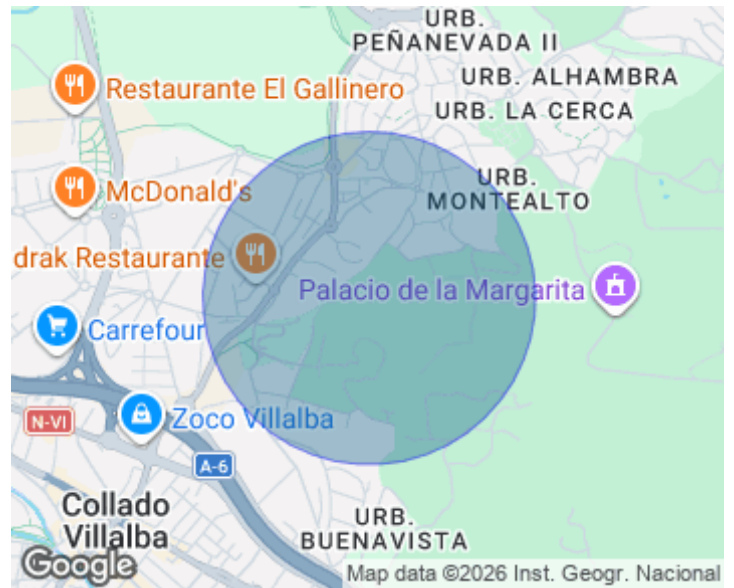 URB.
PEÑANEVADA II
Restaurante El Gallinero
URB. ALHAMBRA
URB. LA CERCA
McDonald's
URB.
MONTEALTO
drak Restaurante
Palacio de la Margarita
Carrefour
N-VI
Zoco Villalba
A-6
Collado
Villalba
URB.
BUENAVISTA
Google
Map data ©2026 Inst. Geogr. Nacional